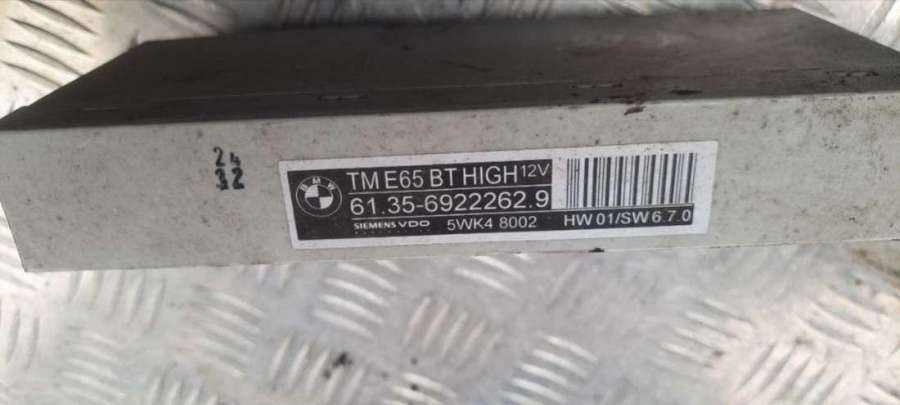 24
32
BMW
TM E65 BT HIGH 12V
61.35-6922262.9
SIEMENS VDO 5WK4 8002 HW 01/SW 6.7.0